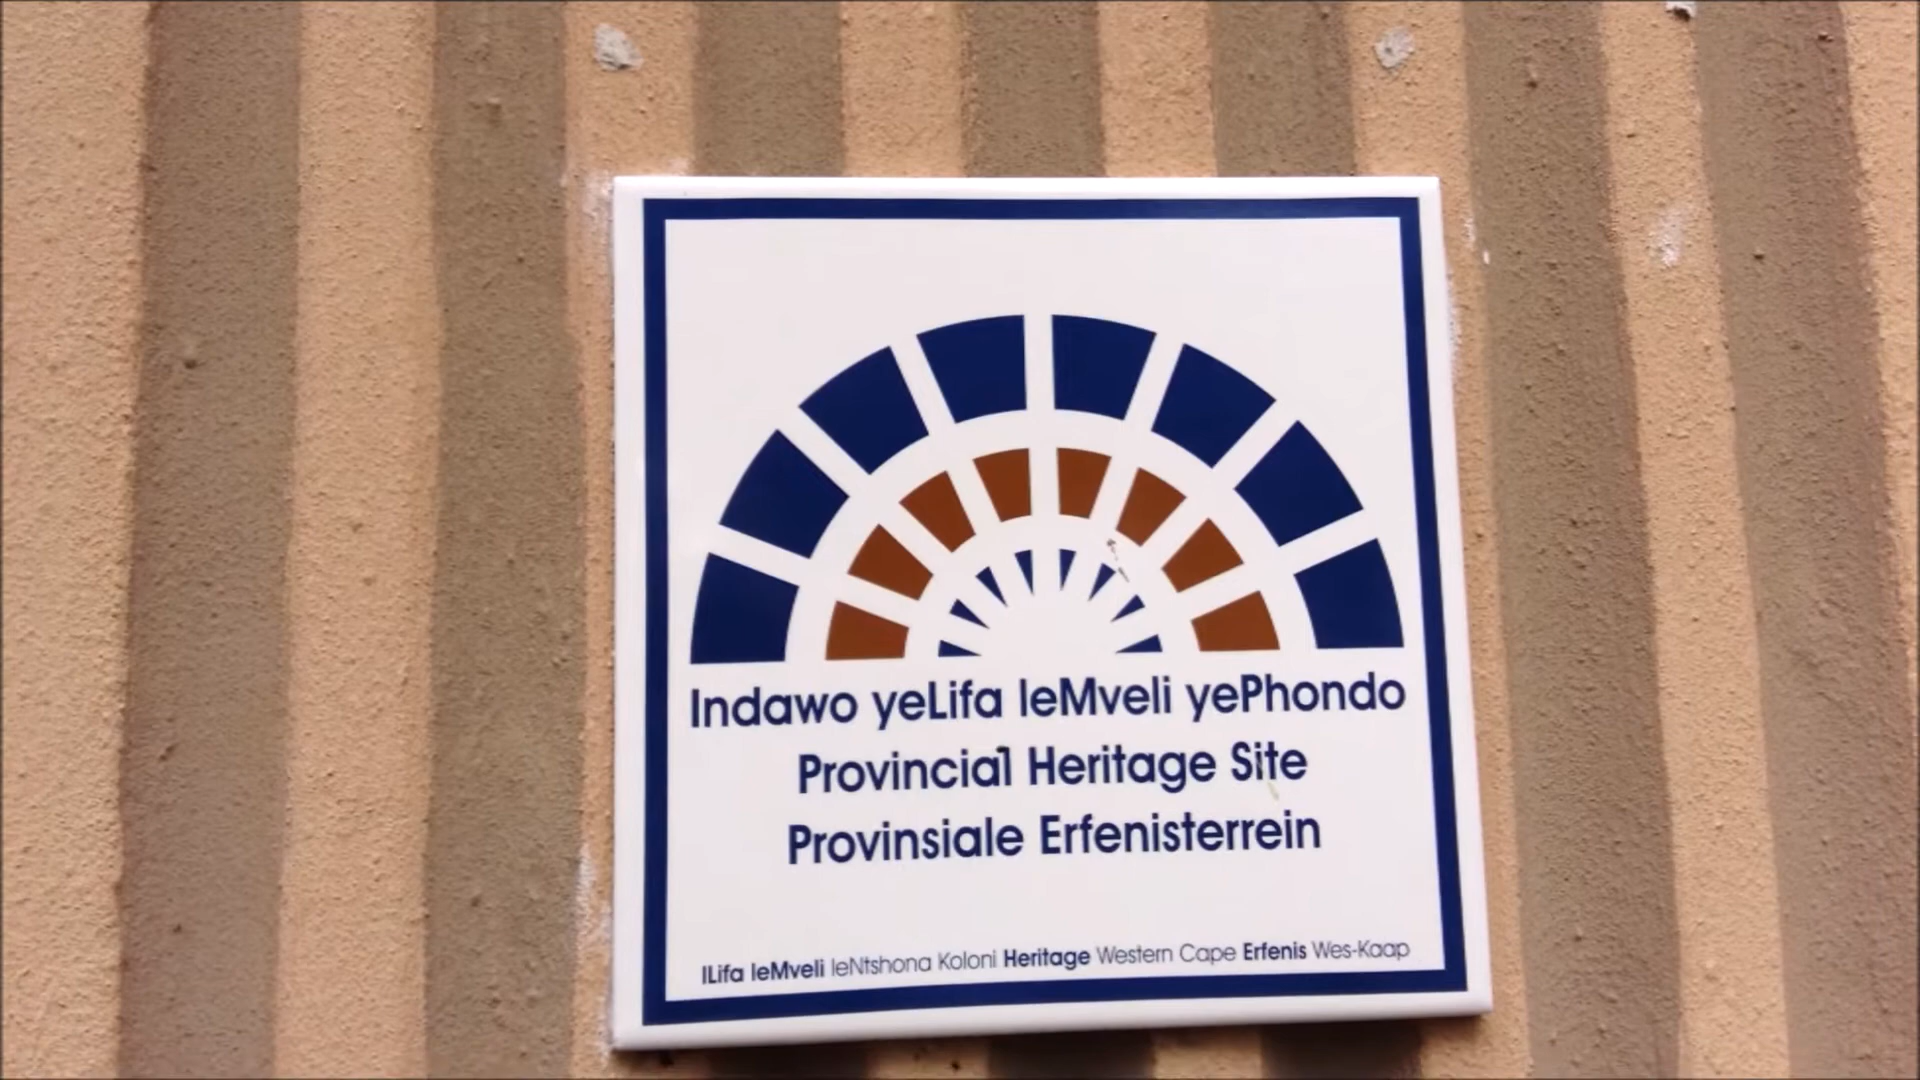 Indawo yeLifa leMveli yePhondo
Provincial Heritage Site
Provinsiale Erfenisterrein
ILifa leMveli leNtshona Koloni Heritage Western Cape Erfenis Wes-Kaap